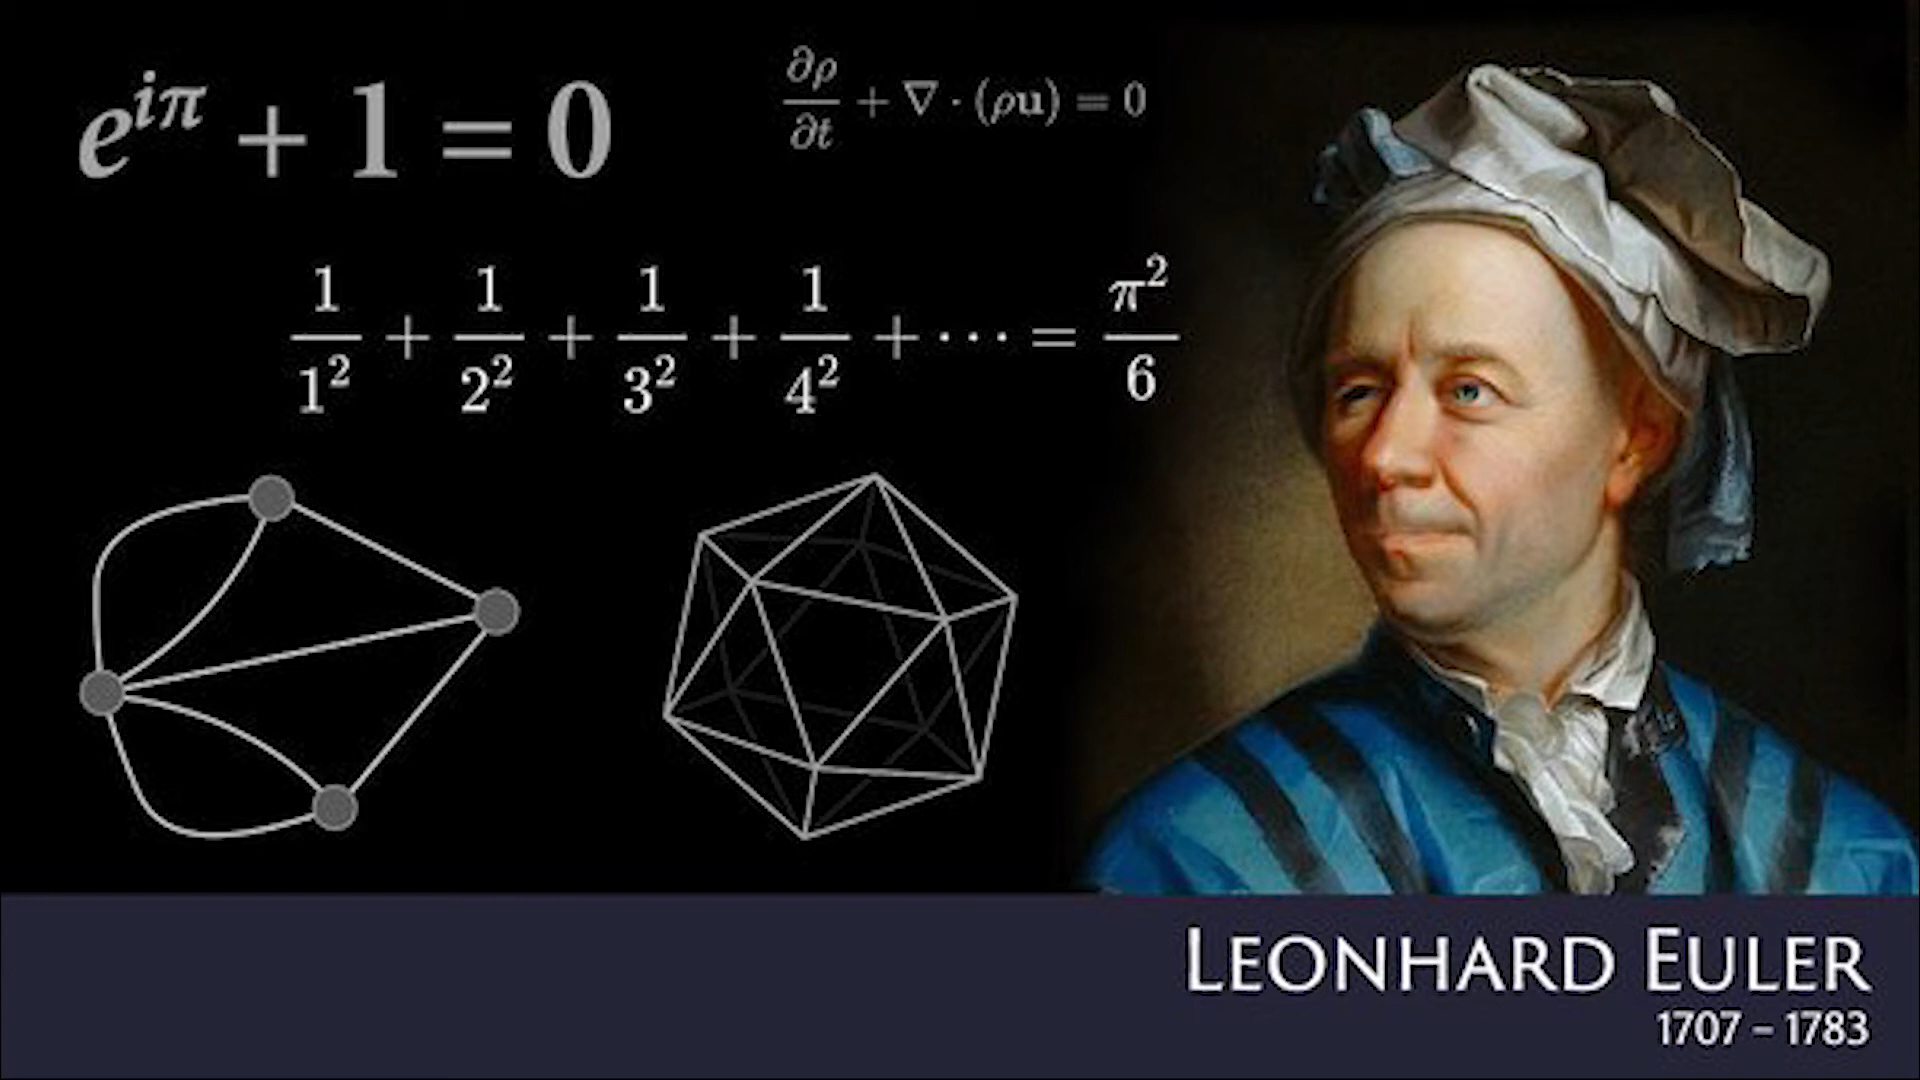 e^{iπ} + 1 = 0
∂ρ/∂t + ∇ · (ρu) = 0
1/1² + 1/2² + 1/3² + 1/4² + ··· = π²/6
LEONHARD EULER
1707 – 1783